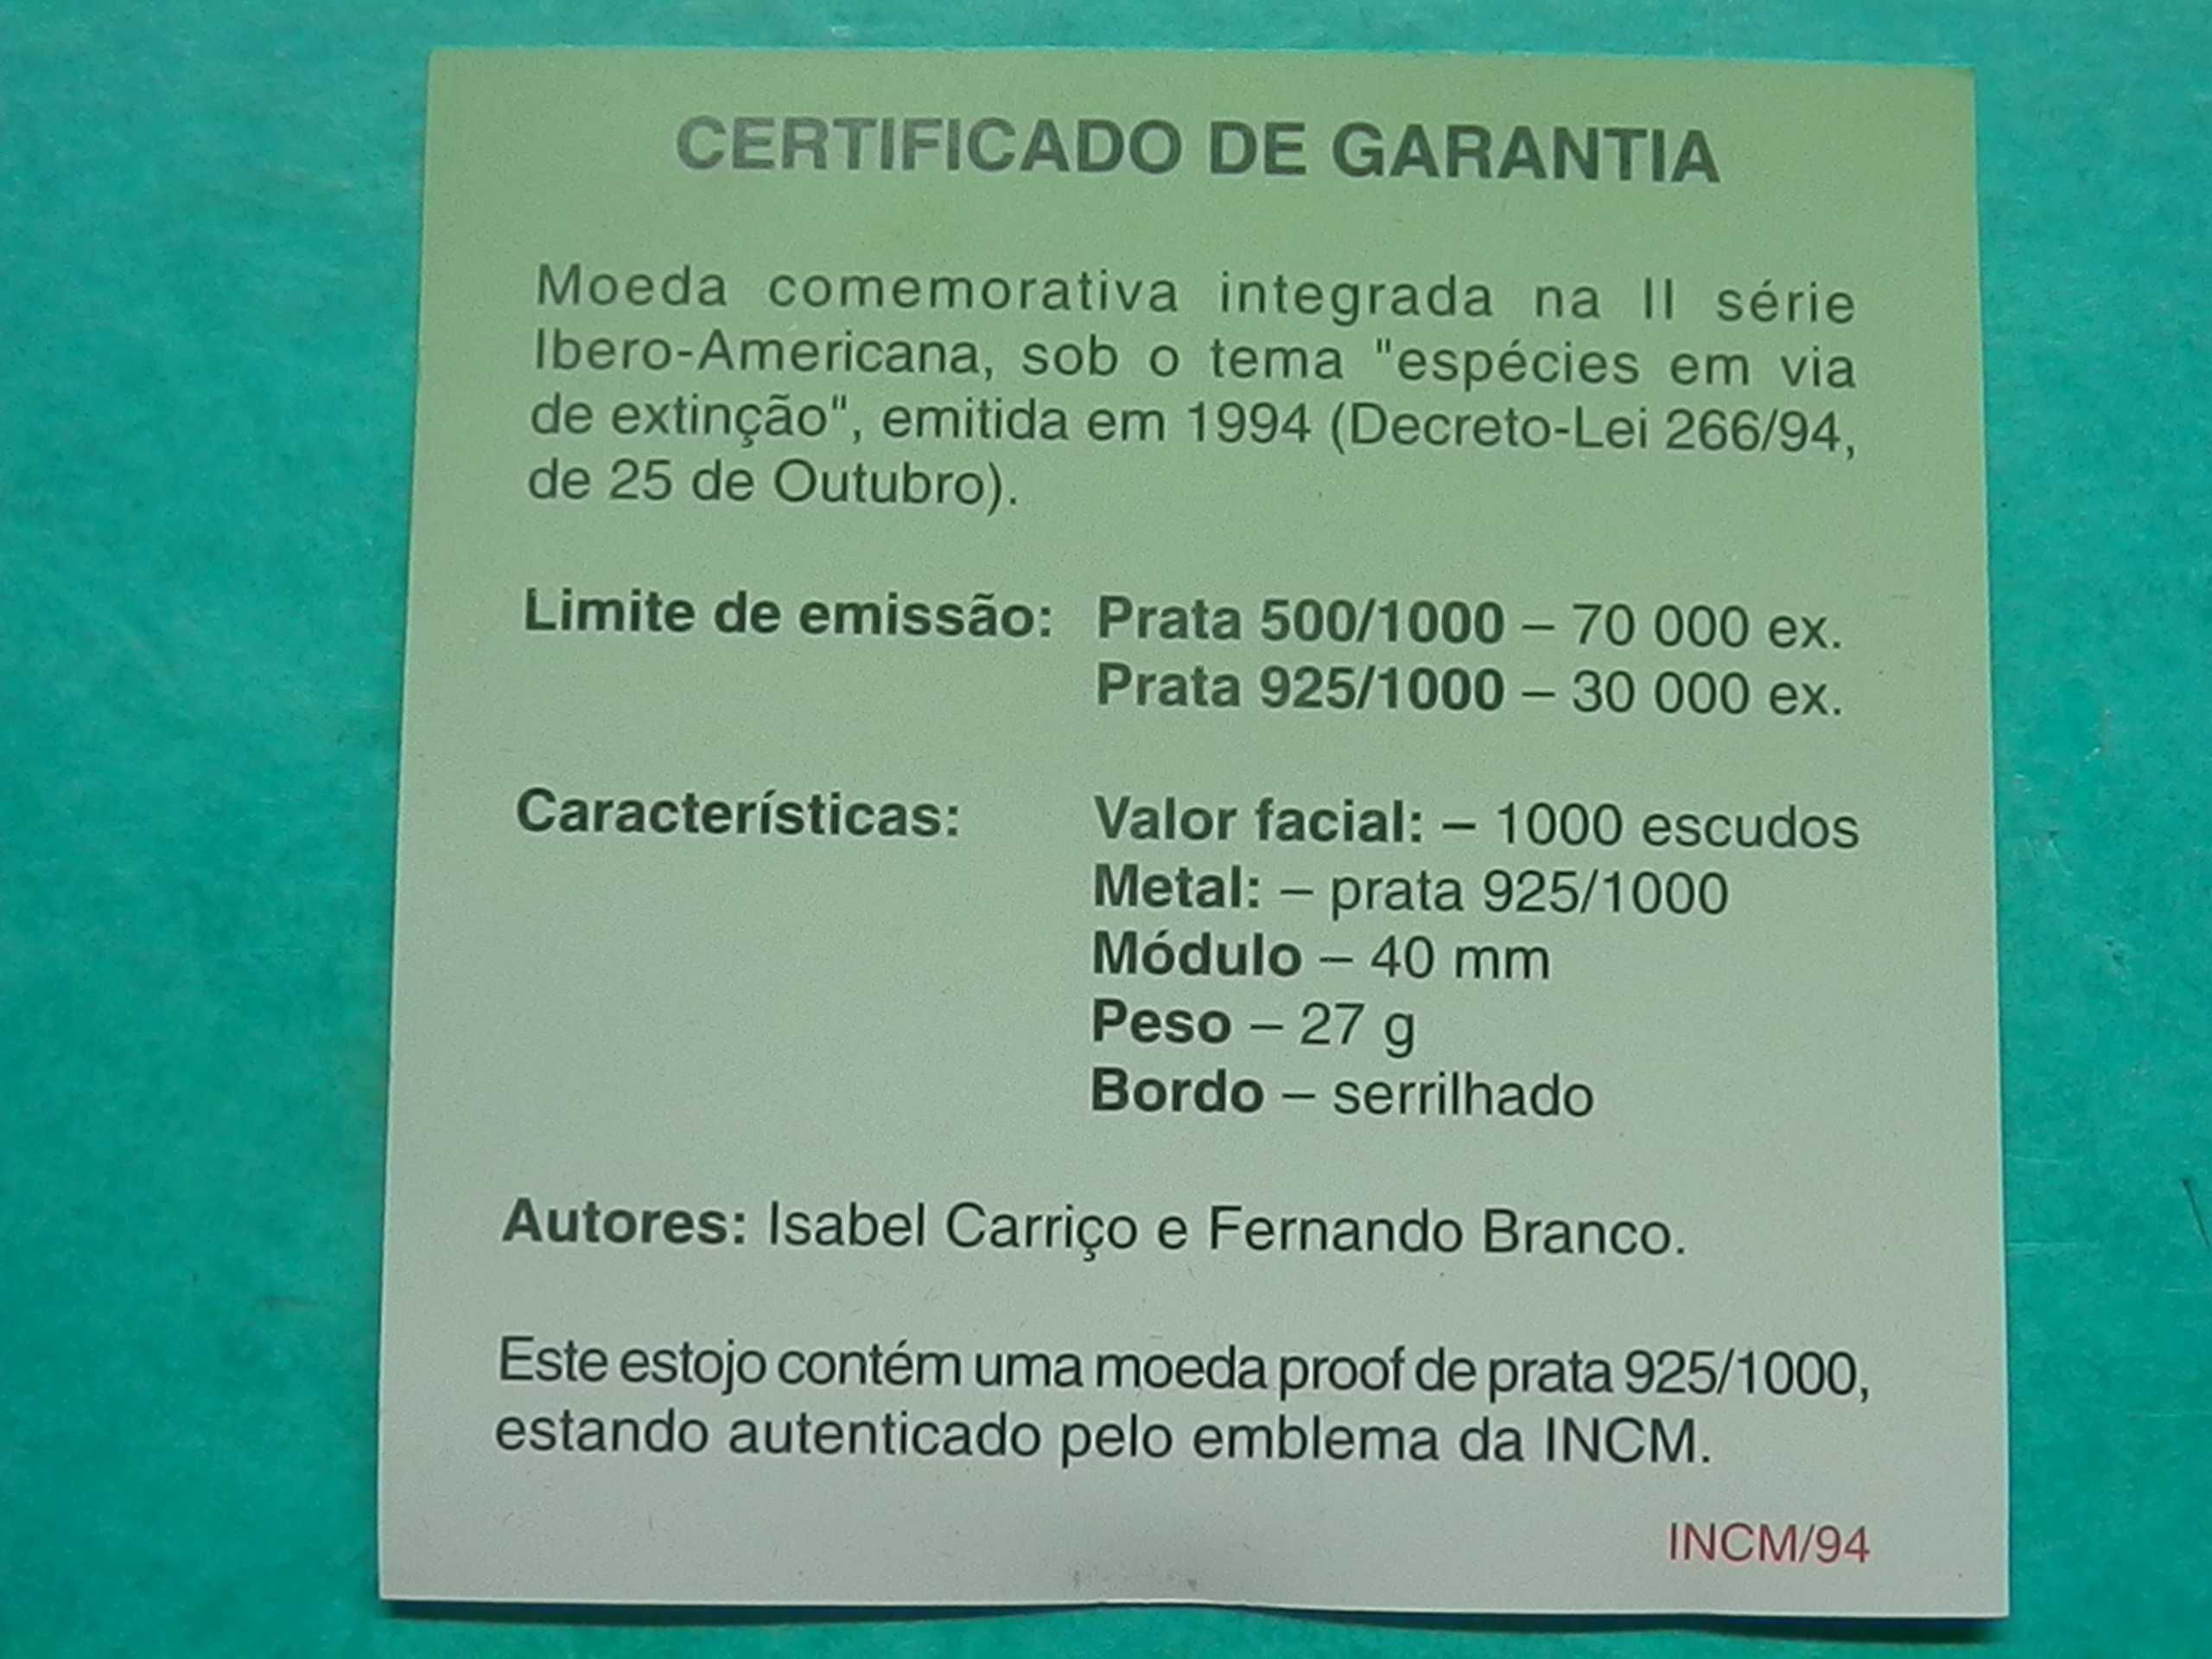 CERTIFICADO DE GARANTIA
Moeda comemorativa integrada na II série
Ibero-Americana, sob o tema "espécies em via
de extinção", emitida em 1994 (Decreto-Lei 266/94,
de 25 de Outubro).
Limite de emissão: Prata 500/1000 – 70 000 ex.
Prata 925/1000 – 30 000 ex.
Características: Valor facial: – 1000 escudos
Metal: – prata 925/1000
Módulo – 40 mm
Peso – 27 g
Bordo – serrilhado
Autores: Isabel Carriço e Fernando Branco.
Este estojo contém uma moeda proof de prata 925/1000,
estando autenticado pelo emblema da INCM.
INCM/94